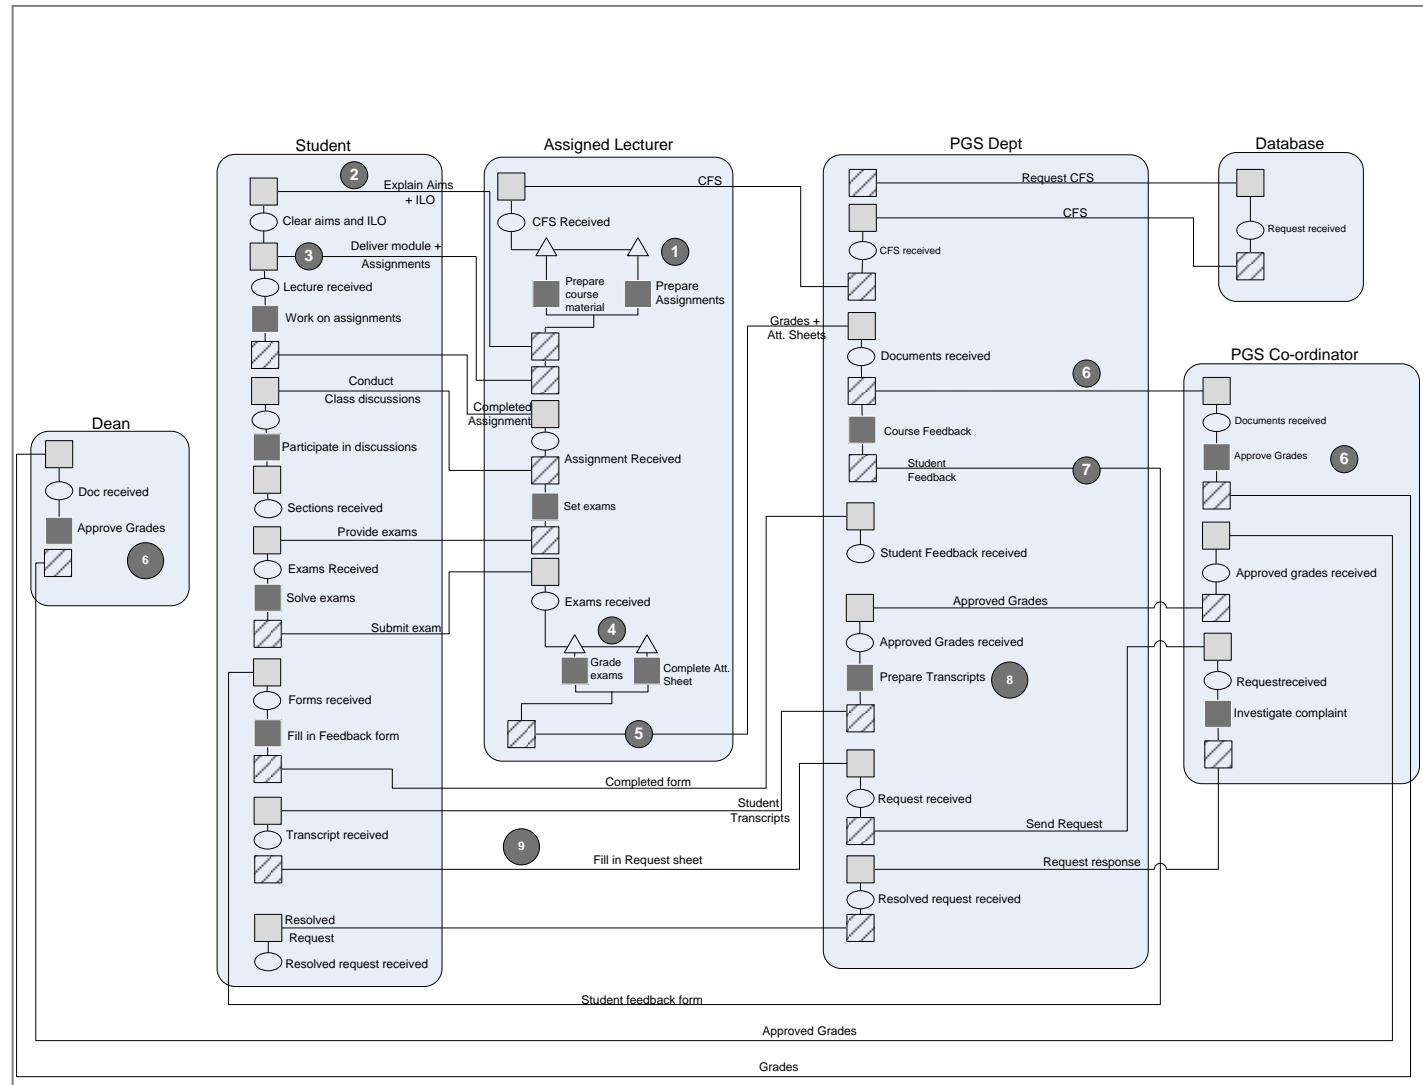 Student
2
Explain Aims
+ ILO
Clear aims and ILO
3
Deliver module +
Assignments
Lecture received
Work on assignments
Conduct
Class discussions
Participate in discussions
Sections received
Provide exams
Exams Received
Solve exams
Submit exam
Forms received
Fill in Feedback form
Completed form
Student
Transcripts
Transcript received
9
Fill in Request sheet
Resolved
Request
Resolved request received
Student feedback form
Approved Grades
Grades
Dean
Doc received
Approve Grades
6
Assigned Lecturer
CFS
CFS Received
1
Prepare
course
material
Prepare
Assignments
Completed
Assignment
Assignment Received
Set exams
Exams received
4
Grade
exams
Complete Att.
Sheet
5
PGS Dept
Request CFS
CFS
CFS received
Grades +
Att. Sheets
Documents received
6
Course Feedback
Student
Feedback
7
Student Feedback received
Approved Grades
Approved Grades received
Prepare Transcripts
8
Request received
Send Request
Request response
Resolved request received
Database
Request received
PGS Co-ordinator
Documents received
Approve Grades
6
Approved grades received
Requestreceived
Investigate complaint